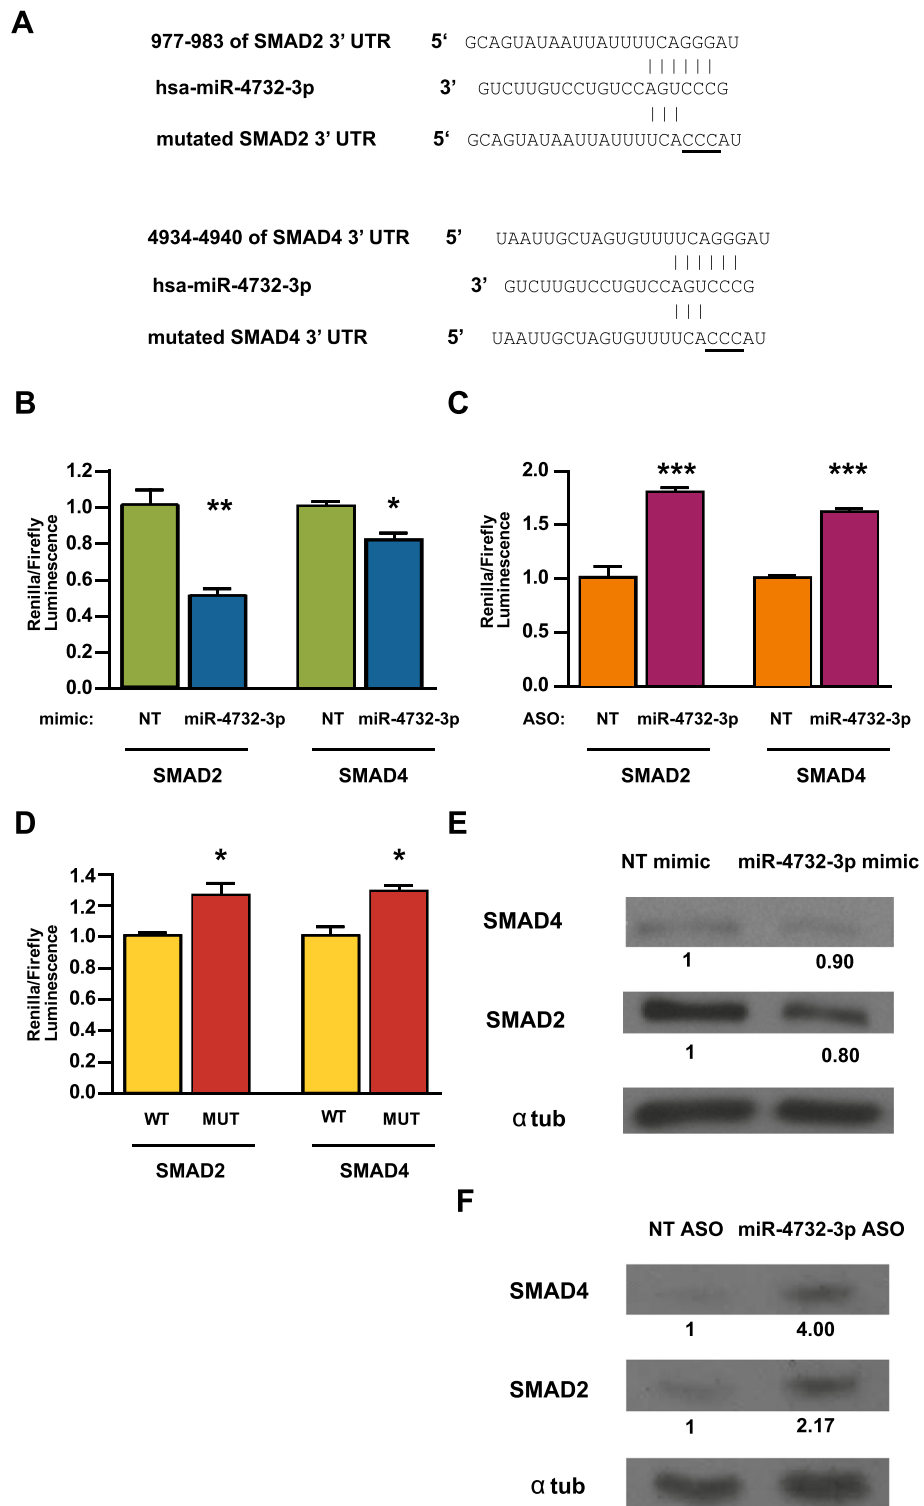 A
977-983 of SMAD2 3’ UTR 5‘ GCAGUAUAAUUAUUUUCAGGGAU
hsa-miR-4732-3p 3’ GUCUUGUCCUGUCCAGUCCCG
mutated SMAD2 3’ UTR 5‘ GCAGUAUAAUUAUUUUCACCCAU
4934-4940 of SMAD4 3’ UTR 5’ UAAUUGCUAGUGUUUUCAGGGAU
hsa-miR-4732-3p 3’ GUCUUGUCCUGUCCAGUCCCG
mutated SMAD4 3’ UTR 5’ UAAUUGCUAGUGUUUUCACCCAU
B
Renilla/Firefly
Luminescence
1.2
1.0
0.8
0.6
0.4
0.2
0.0
** *
mimic: NT miR-4732-3p NT miR-4732-3p
SMAD2 SMAD4
C
Renilla/Firefly
Luminescence
2.0
1.5
1.0
0.5
0.0
*** ***
ASO: NT miR-4732-3p NT miR-4732-3p
SMAD2 SMAD4
D
Renilla/Firefly
Luminescence
1.4
1.2
1.0
0.8
0.6
0.4
0.2
0.0
* *
WT MUT WT MUT
SMAD2 SMAD4
E
NT mimic miR-4732-3p mimic
SMAD4
1 0.90
SMAD2
1 0.80
α tub
F
NT ASO miR-4732-3p ASO
SMAD4
1 4.00
SMAD2
1 2.17
α tub